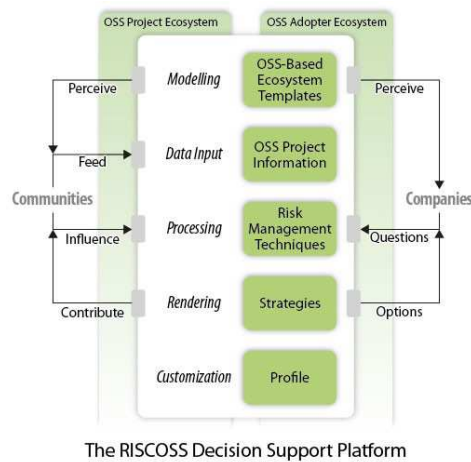 OSS Project Ecosystem
OSS Adopter Ecosystem
Perceive
Modelling
OSS-Based
Ecosystem
Templates
Perceive
Feed
Data Input
OSS Project
Information
Communities
Companies
Influence
Processing
Risk
Management
Techniques
Questions
Contribute
Rendering
Strategies
Options
Customization
Profile
The RISCOSS Decision Support Platform